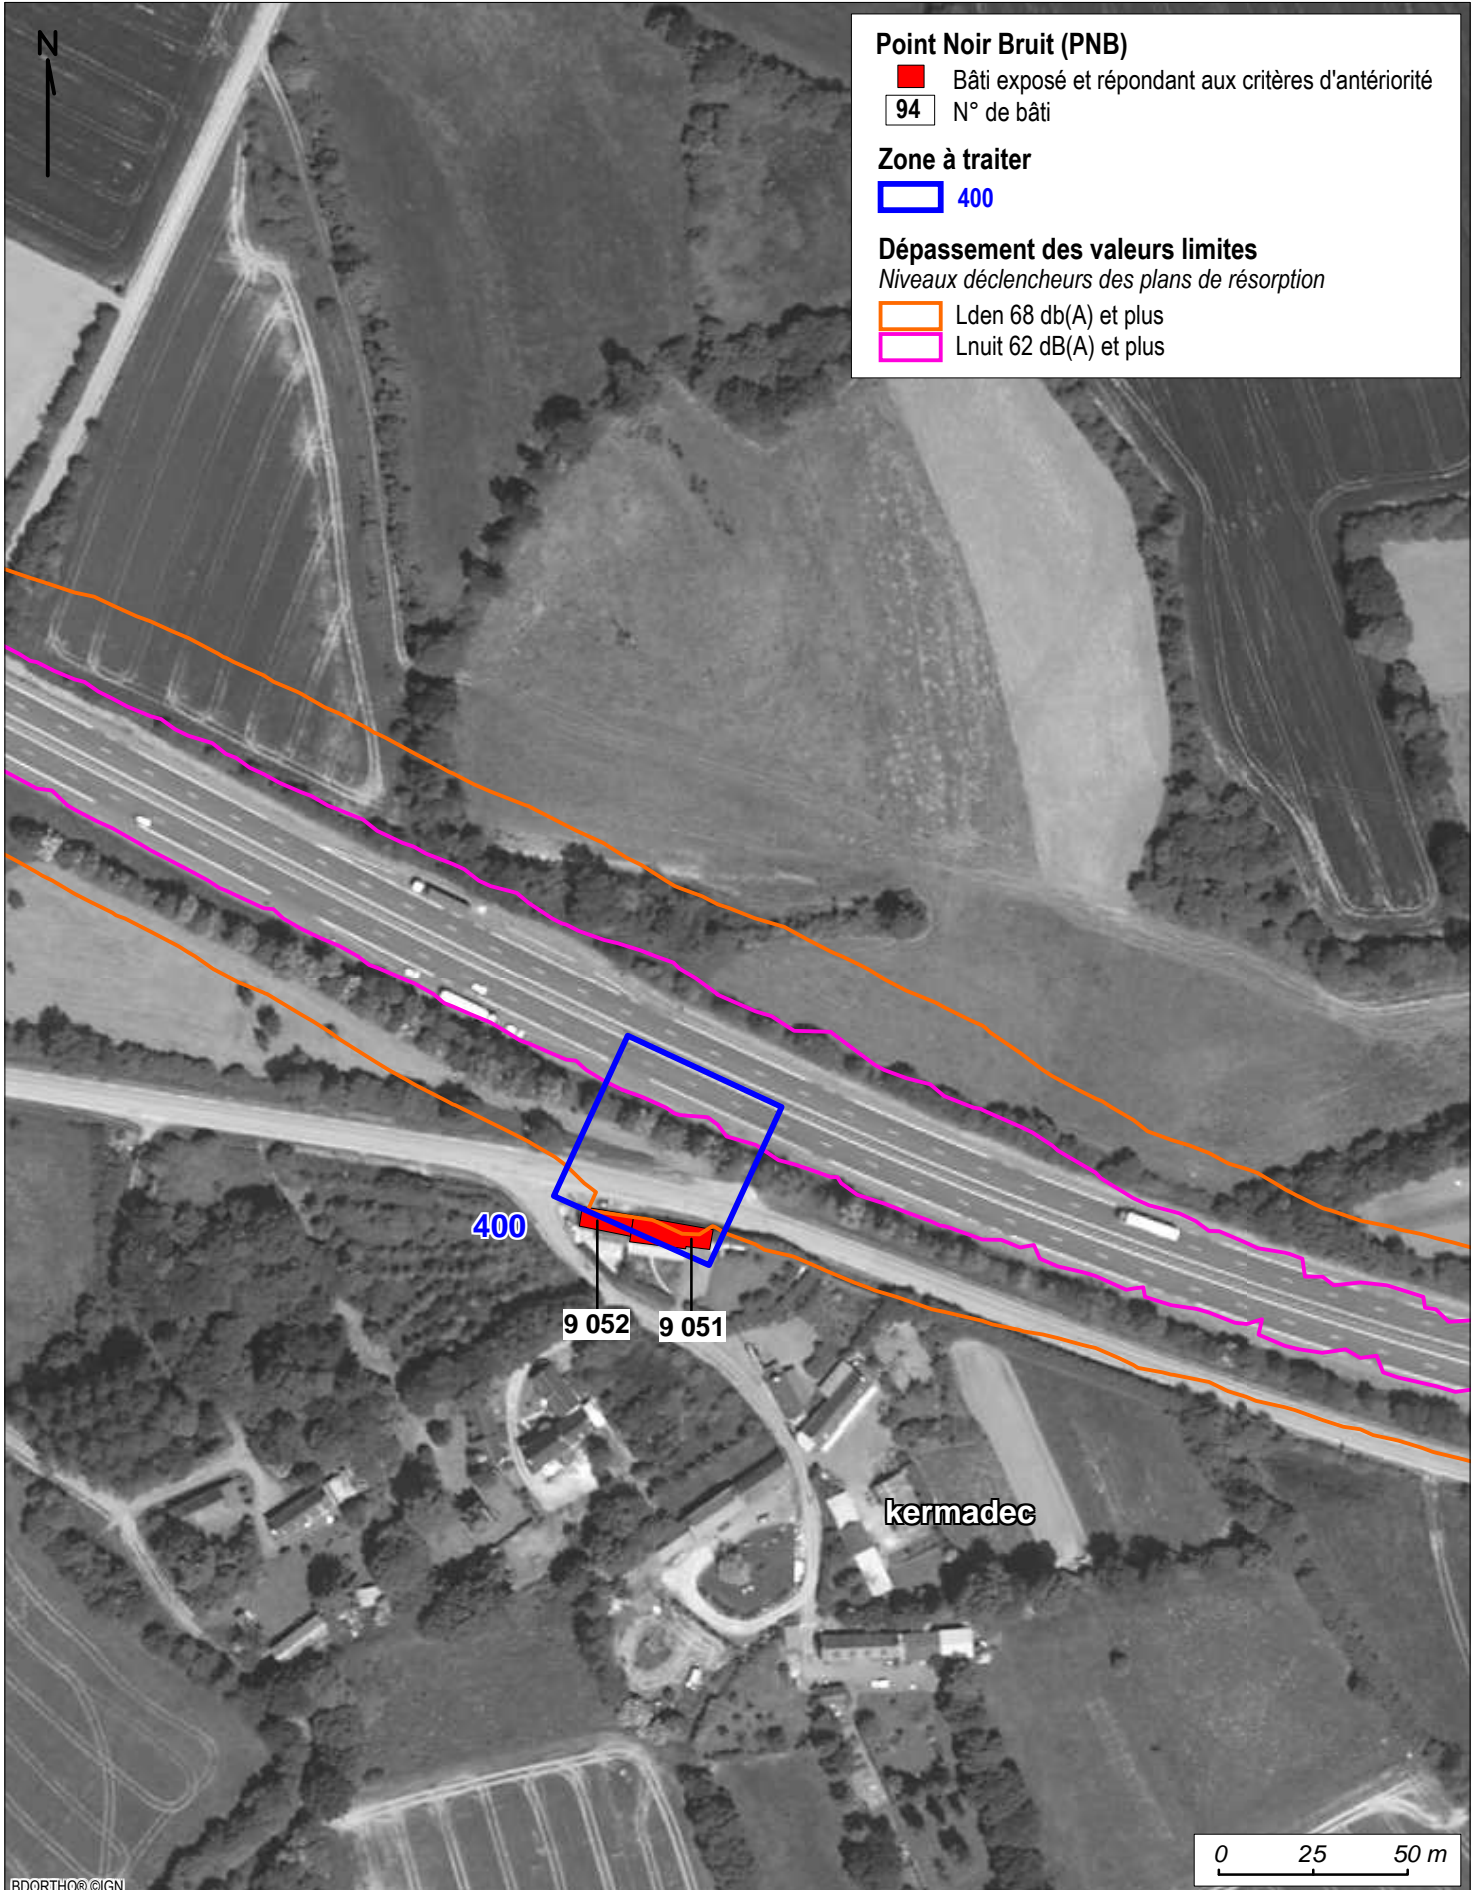 N
Point Noir Bruit (PNB)
Bâti exposé et répondant aux critères d'antériorité
94 N° de bâti
Zone à traiter
400
Dépassement des valeurs limites
Niveaux déclencheurs des plans de résorption
Lden 68 db(A) et plus
Lnuit 62 dB(A) et plus
400
9 052 9 051
kermadec
0 25 50 m
BDORTHO® ©IGN